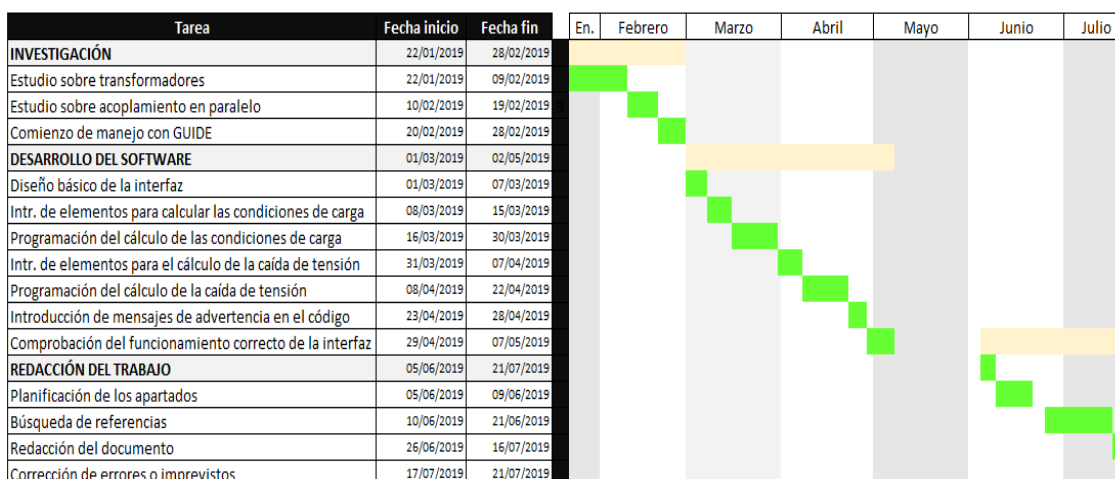 Tarea Fecha inicio Fecha fin En. Febrero Marzo Abril Mayo Junio Julio
INVESTIGACIÓN 22/01/2019 28/02/2019
Estudio sobre transformadores 22/01/2019 09/02/2019
Estudio sobre acoplamiento en paralelo 10/02/2019 19/02/2019
Comienzo de manejo con GUIDE 20/02/2019 28/02/2019
DESARROLLO DEL SOFTWARE 01/03/2019 02/05/2019
Diseño básico de la interfaz 01/03/2019 07/03/2019
Intr. de elementos para calcular las condiciones de carga 08/03/2019 15/03/2019
Programación del cálculo de las condiciones de carga 16/03/2019 30/03/2019
Intr. de elementos para el cálculo de la caída de tensión 31/03/2019 07/04/2019
Programación del cálculo de la caída de tensión 08/04/2019 22/04/2019
Introducción de mensajes de advertencia en el código 23/04/2019 28/04/2019
Comprobación del funcionamiento correcto de la interfaz 29/04/2019 07/05/2019
REDACCIÓN DEL TRABAJO 05/06/2019 21/07/2019
Planificación de los apartados 05/06/2019 09/06/2019
Búsqueda de referencias 10/06/2019 21/06/2019
Redacción del documento 26/06/2019 16/07/2019
Corrección de errores o imprevistos 17/07/2019 21/07/2019